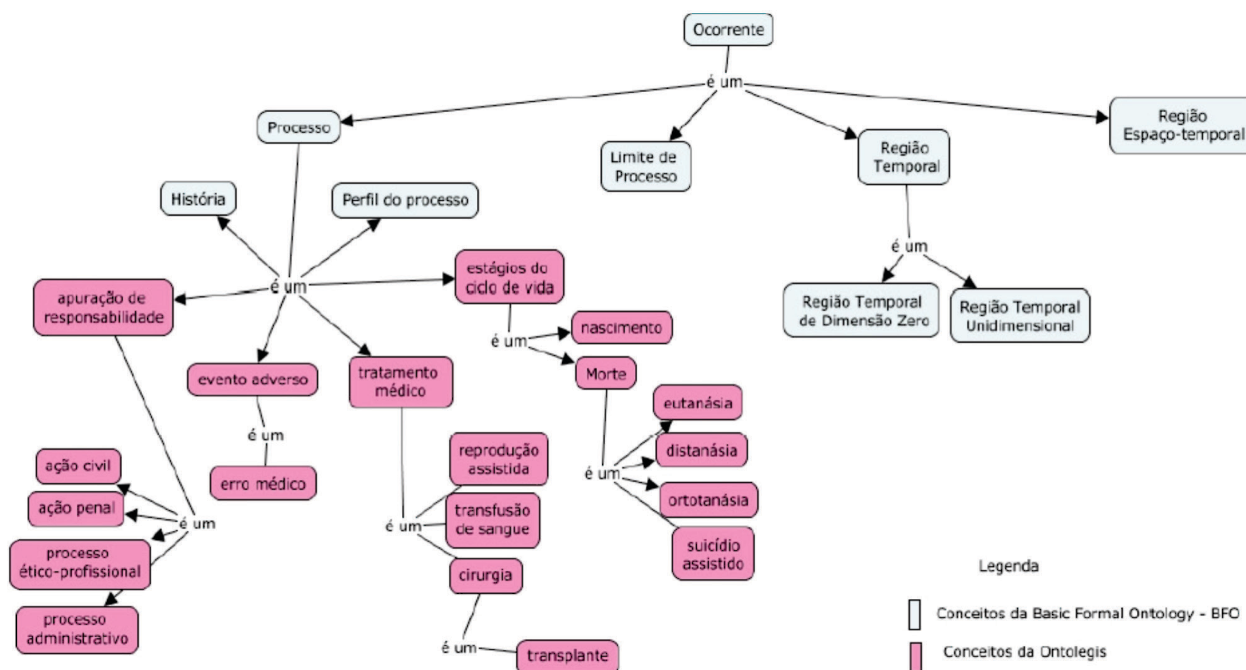 Ocorrente
é um
Processo
Limite de
Processo
Região
Temporal
Região
Espaço-temporal
História
Perfil do processo
é um
é um
Região Temporal
de Dimensão Zero
Região Temporal
Unidimensional
apuração de
responsabilidade
evento adverso
tratamento
médico
estágios do
ciclo de vida
é um
nascimento
Morte
é um
erro médico
é um
ação civil
ação penal
processo
ético-profissional
processo
administrativo
é um
reprodução
assistida
transfusão
de sangue
cirurgia
é um
transplante
é um
eutanásia
distanásia
ortotanásia
suicídio
assistido
Legenda
Conceitos da Basic Formal Ontology - BFO
Conceitos da Ontolegis